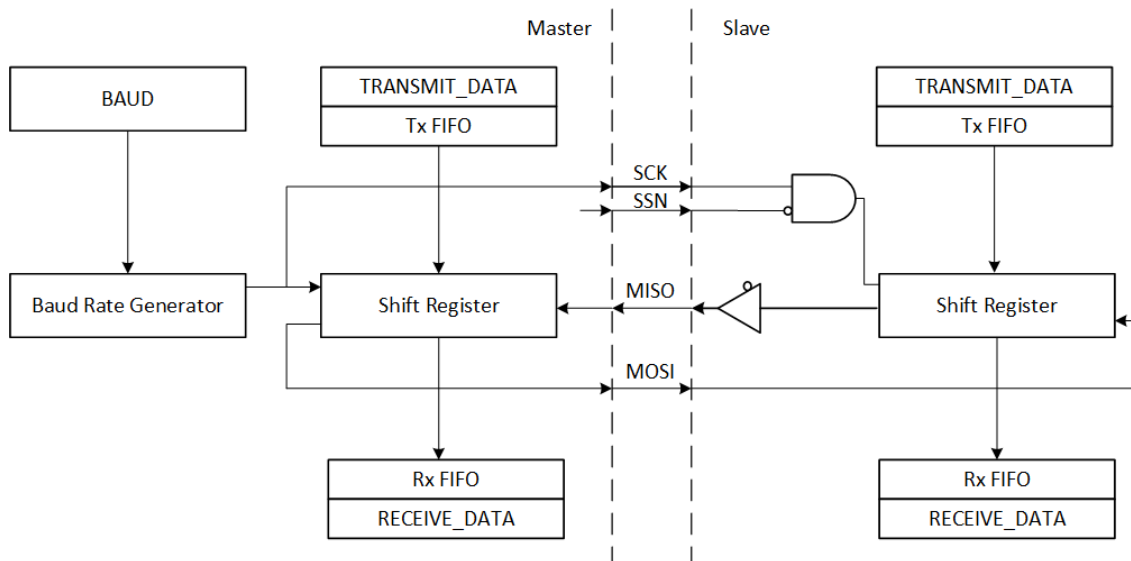 Master
Slave
BAUD
TRANSMIT_DATA
Tx FIFO
TRANSMIT_DATA
Tx FIFO
SCK
SSN
Baud Rate Generator
Shift Register
MISO
Shift Register
MOSI
Rx FIFO
RECEIVE_DATA
Rx FIFO
RECEIVE_DATA